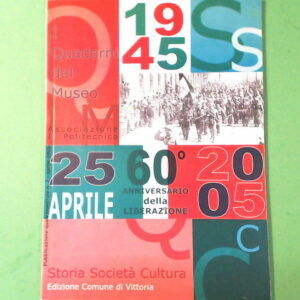 I
Quaderni
del
Museo
Associazione
Il Politecnico
1945
S
S
Q
M
25
APRILE
60°
ANNIVERSARIO
della
LIBERAZIONE
2005
Q
C
C
Storia Società Cultura
Edizione Comune di Vittoria